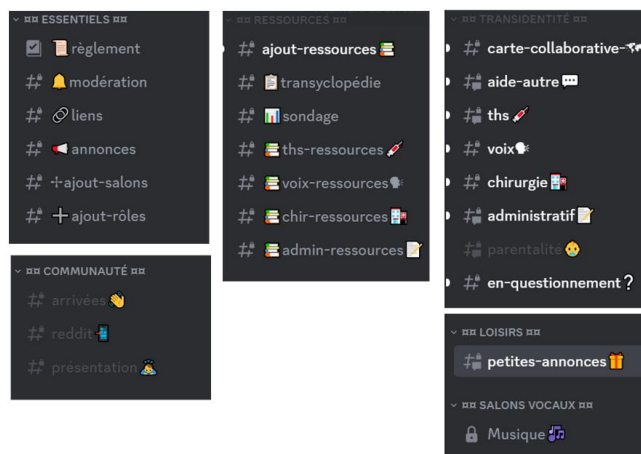 ¤¤ ESSENTIELS ¤¤
règlement
modération
liens
annonces
ajout-salons
ajout-rôles
¤¤ COMMUNAUTÉ ¤¤
arrivées
reddit
présentation
¤¤ RESSOURCES ¤¤
ajout-ressources
transyclopédie
sondage
ths-ressources
voix-ressources
chir-ressources
admin-ressources
¤¤ TRANSIDENTITÉ ¤¤
carte-collaborative-
aide-autre
ths
voix
chirurgie
administratif
parentalité
en-questionnement❓
¤¤ LOISIRS ¤¤
petites-annonces
¤¤ SALONS VOCAUX ¤¤
Musique